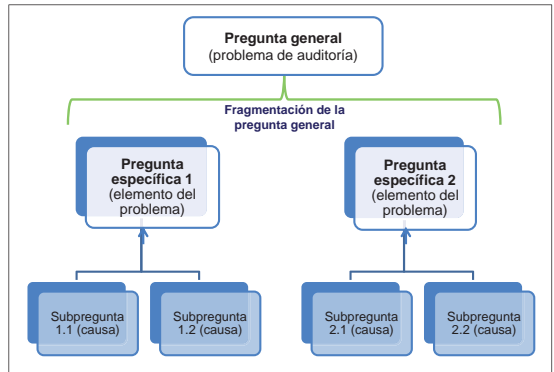 Pregunta general
(problema de auditoría)
Fragmentación de la
pregunta general
Pregunta
específica 1
(elemento del
problema)
Pregunta
específica 2
(elemento del
problema)
Subpregunta
1.1 (causa)
Subpregunta
1.2 (causa)
Subpregunta
2.1 (causa)
Subpregunta
2.2 (causa)